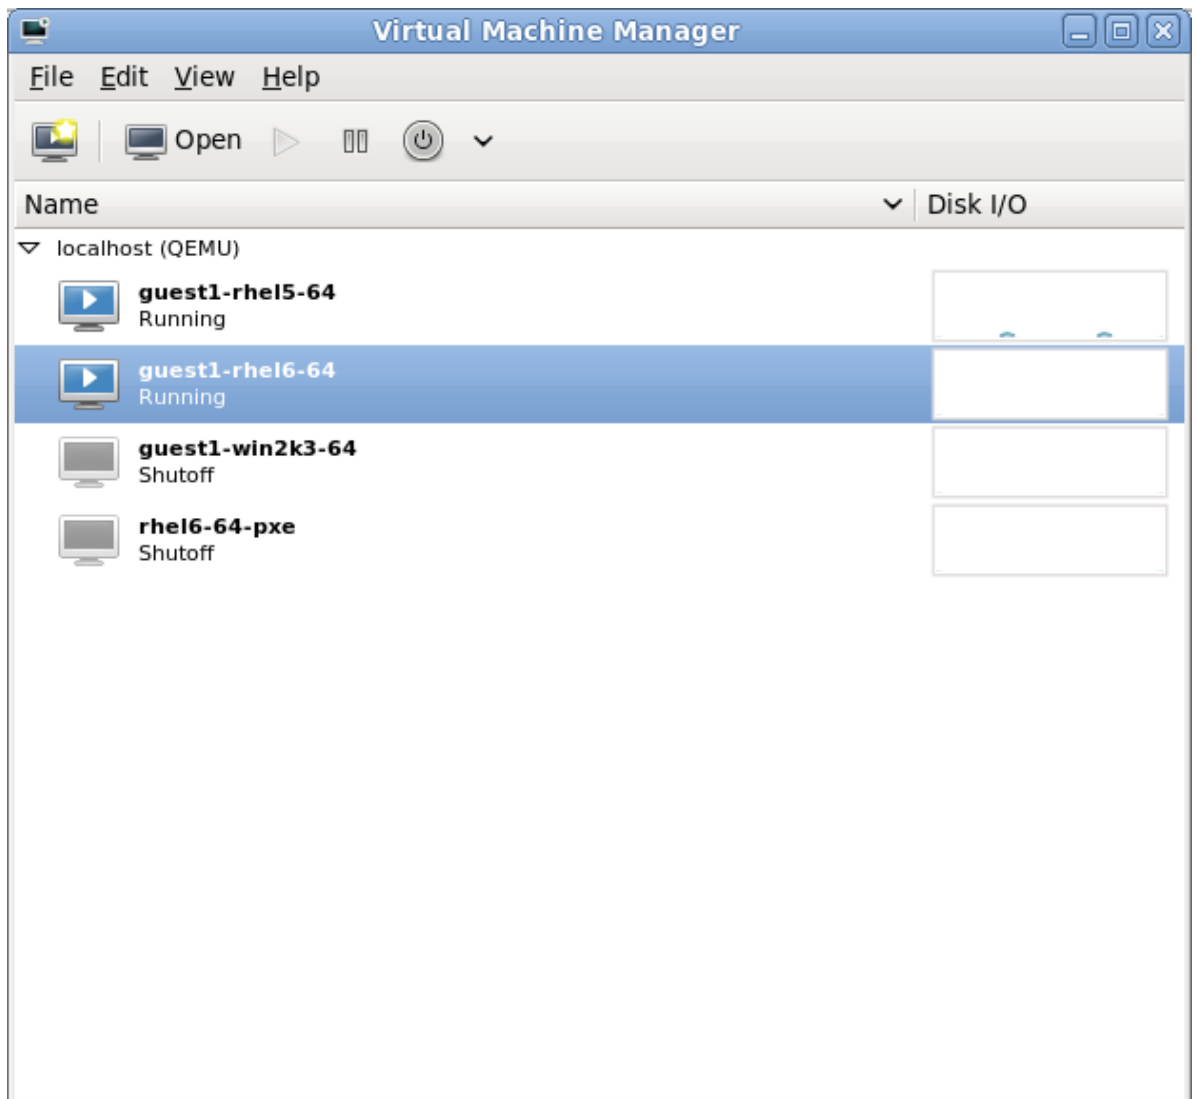 Virtual Machine Manager
File Edit View Help
Open
Name Disk I/O
localhost (QEMU)
guest1-rhel5-64
Running
guest1-rhel6-64
Running
guest1-win2k3-64
Shutoff
rhel6-64-pxe
Shutoff